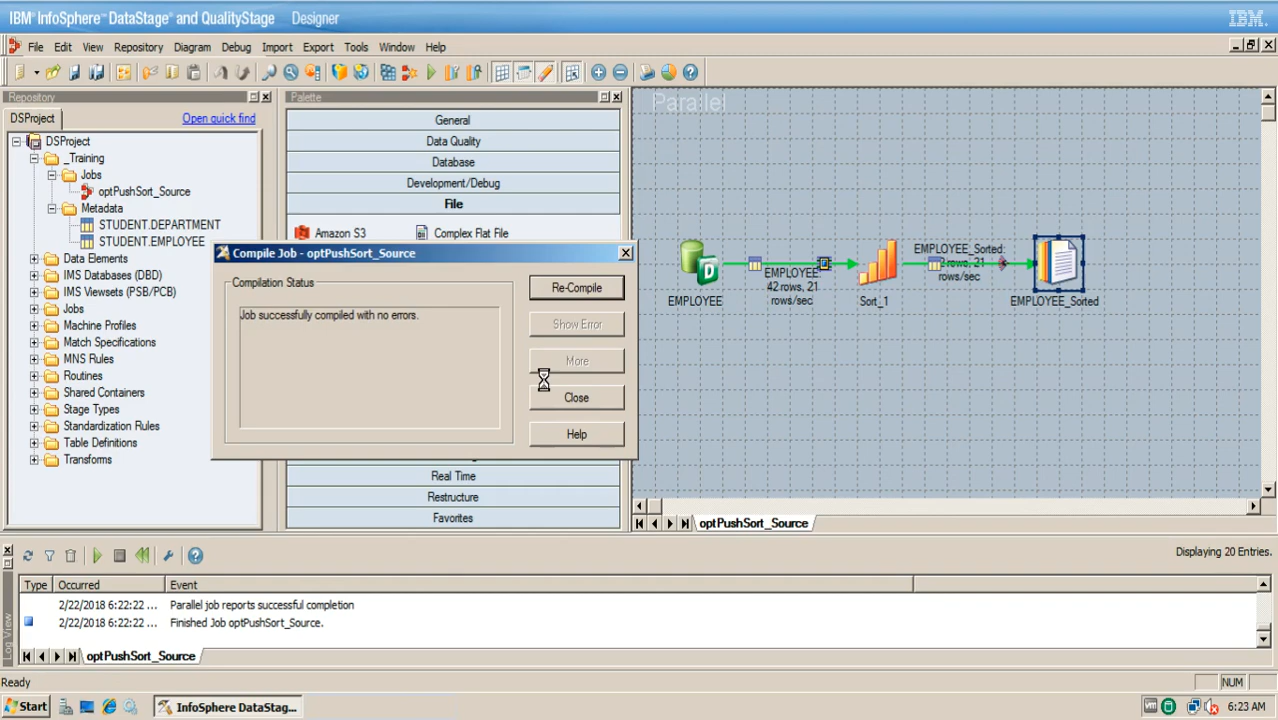 IBM® InfoSphere™ DataStage® and QualityStage Designer
IBM.
File Edit View Repository Diagram Debug Import Export Tools Window Help
Repository
DSProject Open quick find
DSProject
_Training
Jobs
optPushSort_Source
Metadata
STUDENT.DEPARTMENT
STUDENT.EMPLOYEE
Data Elements
IMS Databases (DBD)
IMS Viewsets (PSB/PCB)
Jobs
Machine Profiles
Match Specifications
MNS Rules
Routines
Shared Containers
Stage Types
Standardization Rules
Table Definitions
Transforms
Palette
General
Data Quality
Database
Development/Debug
File
Amazon S3 Complex Flat File
Real Time
Restructure
Favorites
Compile Job - optPushSort_Source
Compilation Status
Job successfully compiled with no errors.
Re-Compile
Show Error
More
Close
Help
Parallel
EMPLOYEE
EMPLOYEE
42 rows, 21
rows/sec
Sort_1
EMPLOYEE_Sorted:
rows, 21
rows/sec
EMPLOYEE_Sorted
optPushSort_Source
Displaying 20 Entries.
Type Occurred Event
2/22/2018 6:22:22 ... Parallel job reports successful completion
2/22/2018 6:22:22 ... Finished Job optPushSort_Source.
Log View
optPushSort_Source
Ready
NUM
Start InfoSphere DataStag...
6:23 AM